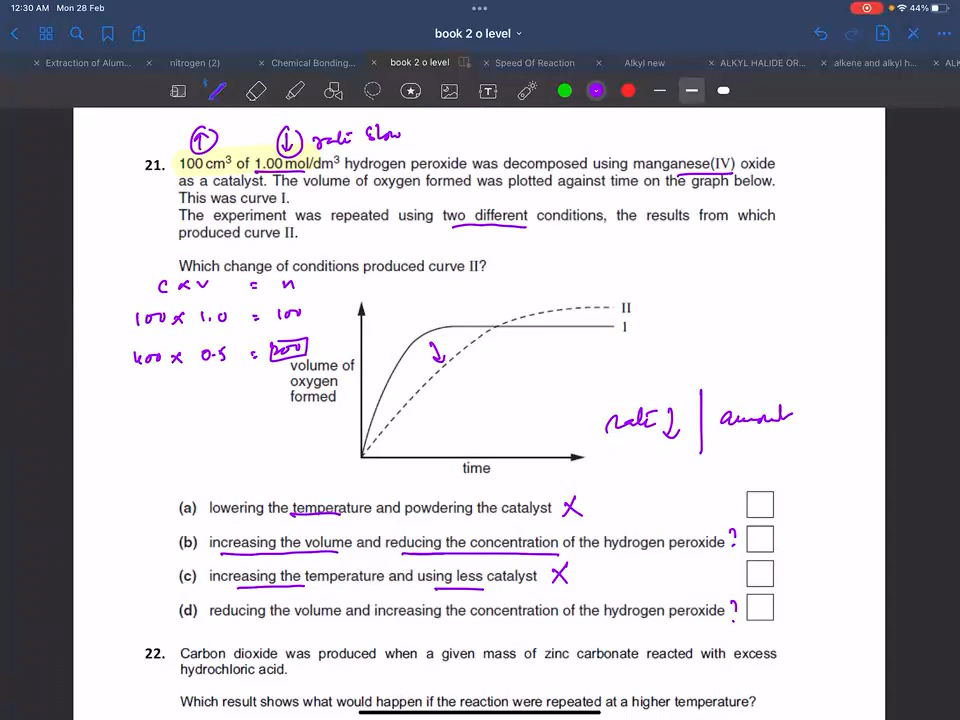 12:30 AM Mon 28 Feb
44%
book 2 o level
Extraction of Alum...
nitrogen (2)
Chemical Bonding...
book 2 o level
Speed Of Reaction
Alkyl new
ALKYL HALIDE OR...
alkene and alkyl h...
ALK
↑ ↓ rate slow
21. 100 cm³ of 1.00 mol/dm³ hydrogen peroxide was decomposed using manganese(IV) oxide
as a catalyst. The volume of oxygen formed was plotted against time on the graph below.
This was curve I.
The experiment was repeated using two different conditions, the results from which
produced curve II.
Which change of conditions produced curve II?
C × V = n
100 × 1.0 = 100
400 × 0.5 = 200
II
I
volume of
oxygen
formed
time
rate ↓ | amount
(a) lowering the temperature and powdering the catalyst X
(b) increasing the volume and reducing the concentration of the hydrogen peroxide ?
(c) increasing the temperature and using less catalyst X
(d) reducing the volume and increasing the concentration of the hydrogen peroxide ?
22. Carbon dioxide was produced when a given mass of zinc carbonate reacted with excess
hydrochloric acid.
Which result shows what would happen if the reaction were repeated at a higher temperature?